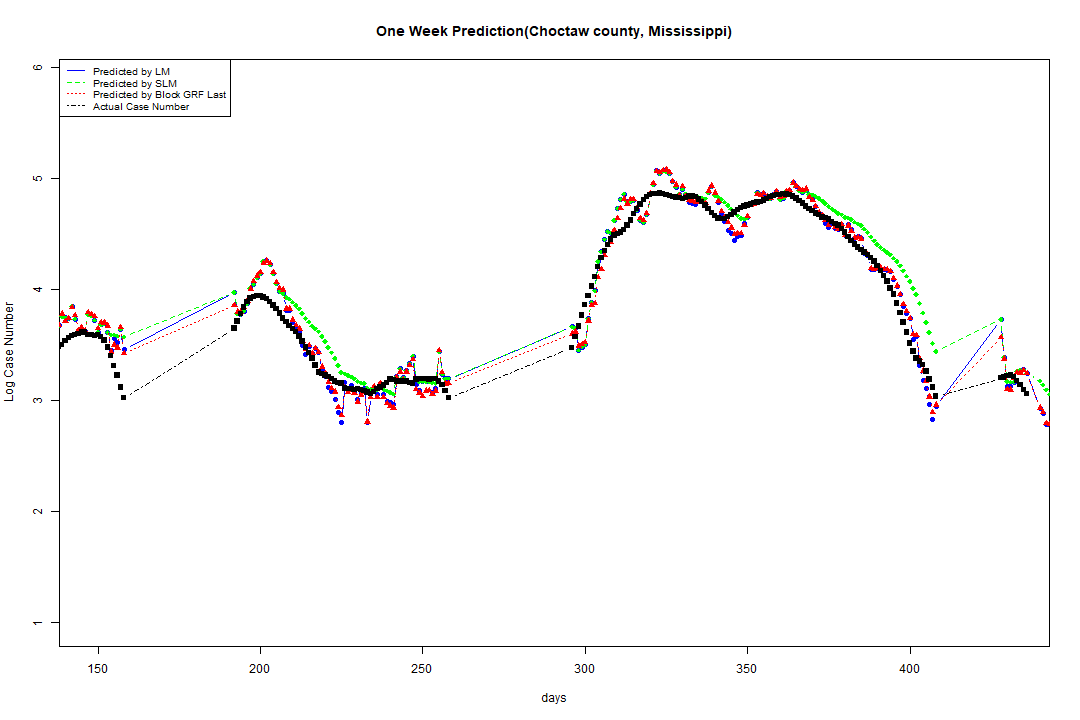 One Week Prediction(Choctaw county, Mississippi)
Predicted by LM
Predicted by SLM
Predicted by Block GRF Last
Actual Case Number
6
5
4
3
2
1
Log Case Number
150 200 250 300 350 400
days